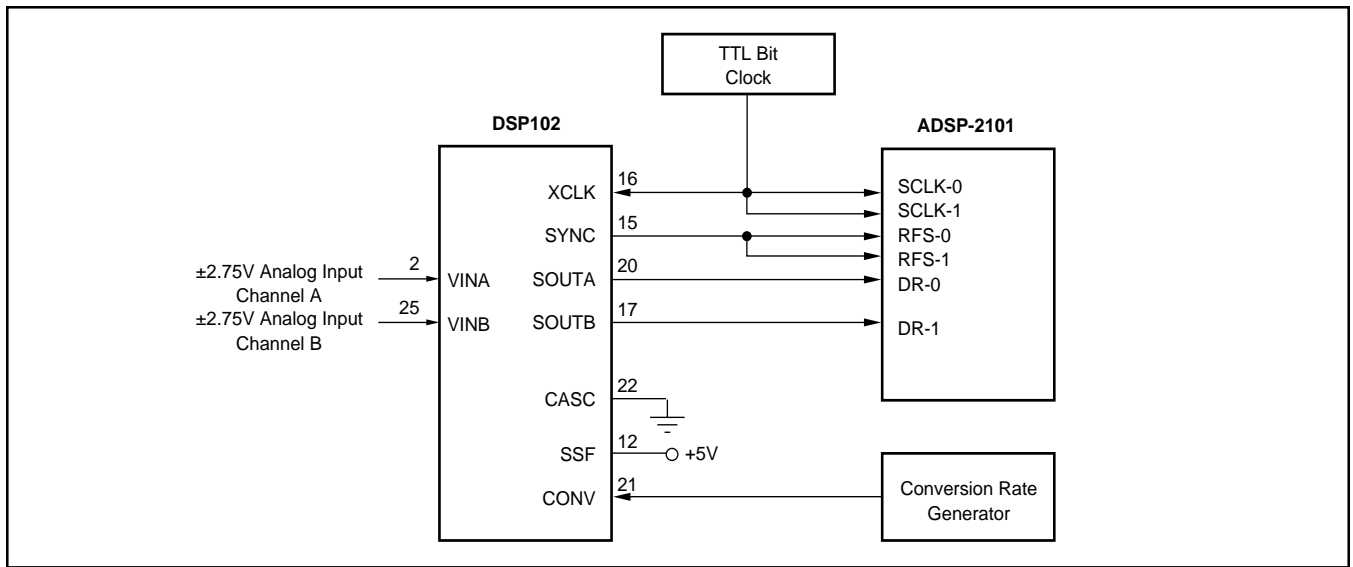 TTL Bit
Clock
DSP102
ADSP-2101
XCLK
16
SCLK-0
SCLK-1
SYNC
15
RFS-0
RFS-1
±2.75V Analog Input
Channel A
2
VINA
SOUTA
20
DR-0
±2.75V Analog Input
Channel B
25
VINB
SOUTB
17
DR-1
CASC
22
SSF
12
+5V
CONV
21
Conversion Rate
Generator